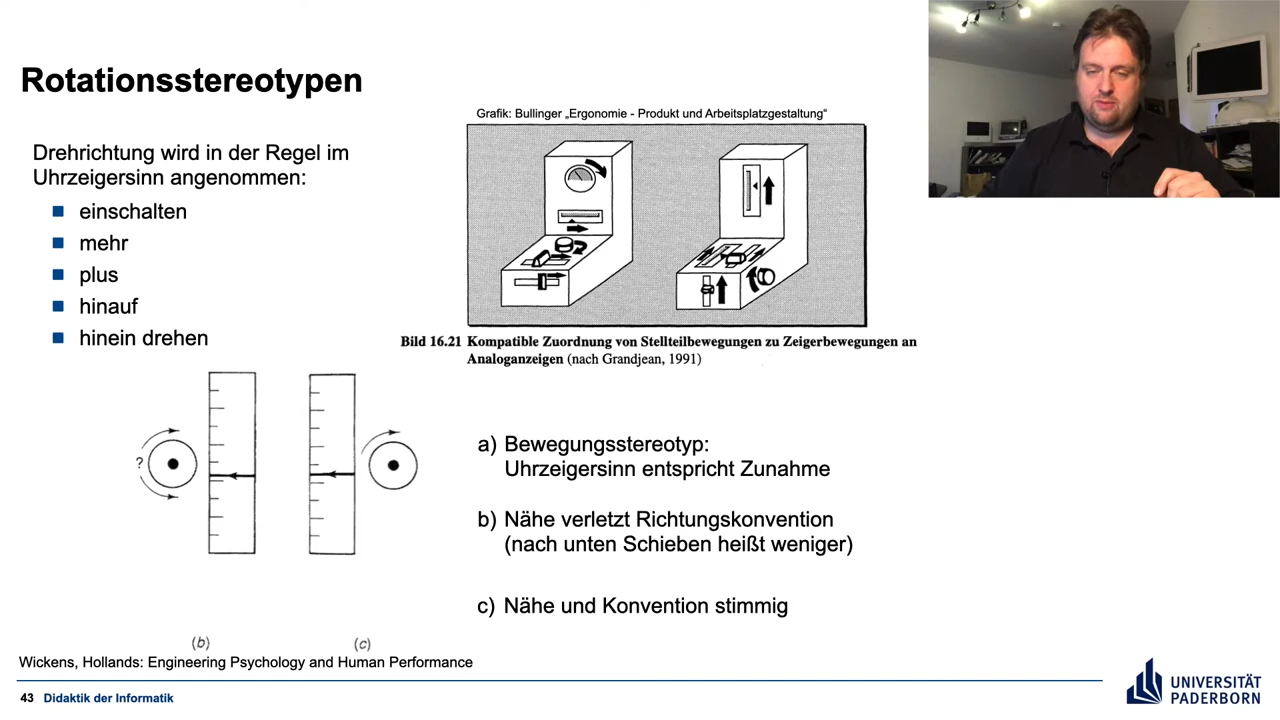 Rotationsstereotypen
Grafik: Bullinger „Ergonomie - Produkt und Arbeitsplatzgestaltung“
Drehrichtung wird in der Regel im
Uhrzeigersinn angenommen:
einschalten
mehr
plus
hinauf
hinein drehen
Bild 16.21 Kompatible Zuordnung von Stellteilbewegungen zu Zeigerbewegungen an
Analoganzeigen (nach Grandjean, 1991)
?
a) Bewegungsstereotyp:
Uhrzeigersinn entspricht Zunahme
b) Nähe verletzt Richtungskonvention
(nach unten Schieben heißt weniger)
c) Nähe und Konvention stimmig
(b) (c)
Wickens, Hollands: Engineering Psychology and Human Performance
43 Didaktik der Informatik
UNIVERSITÄT
PADERBORN